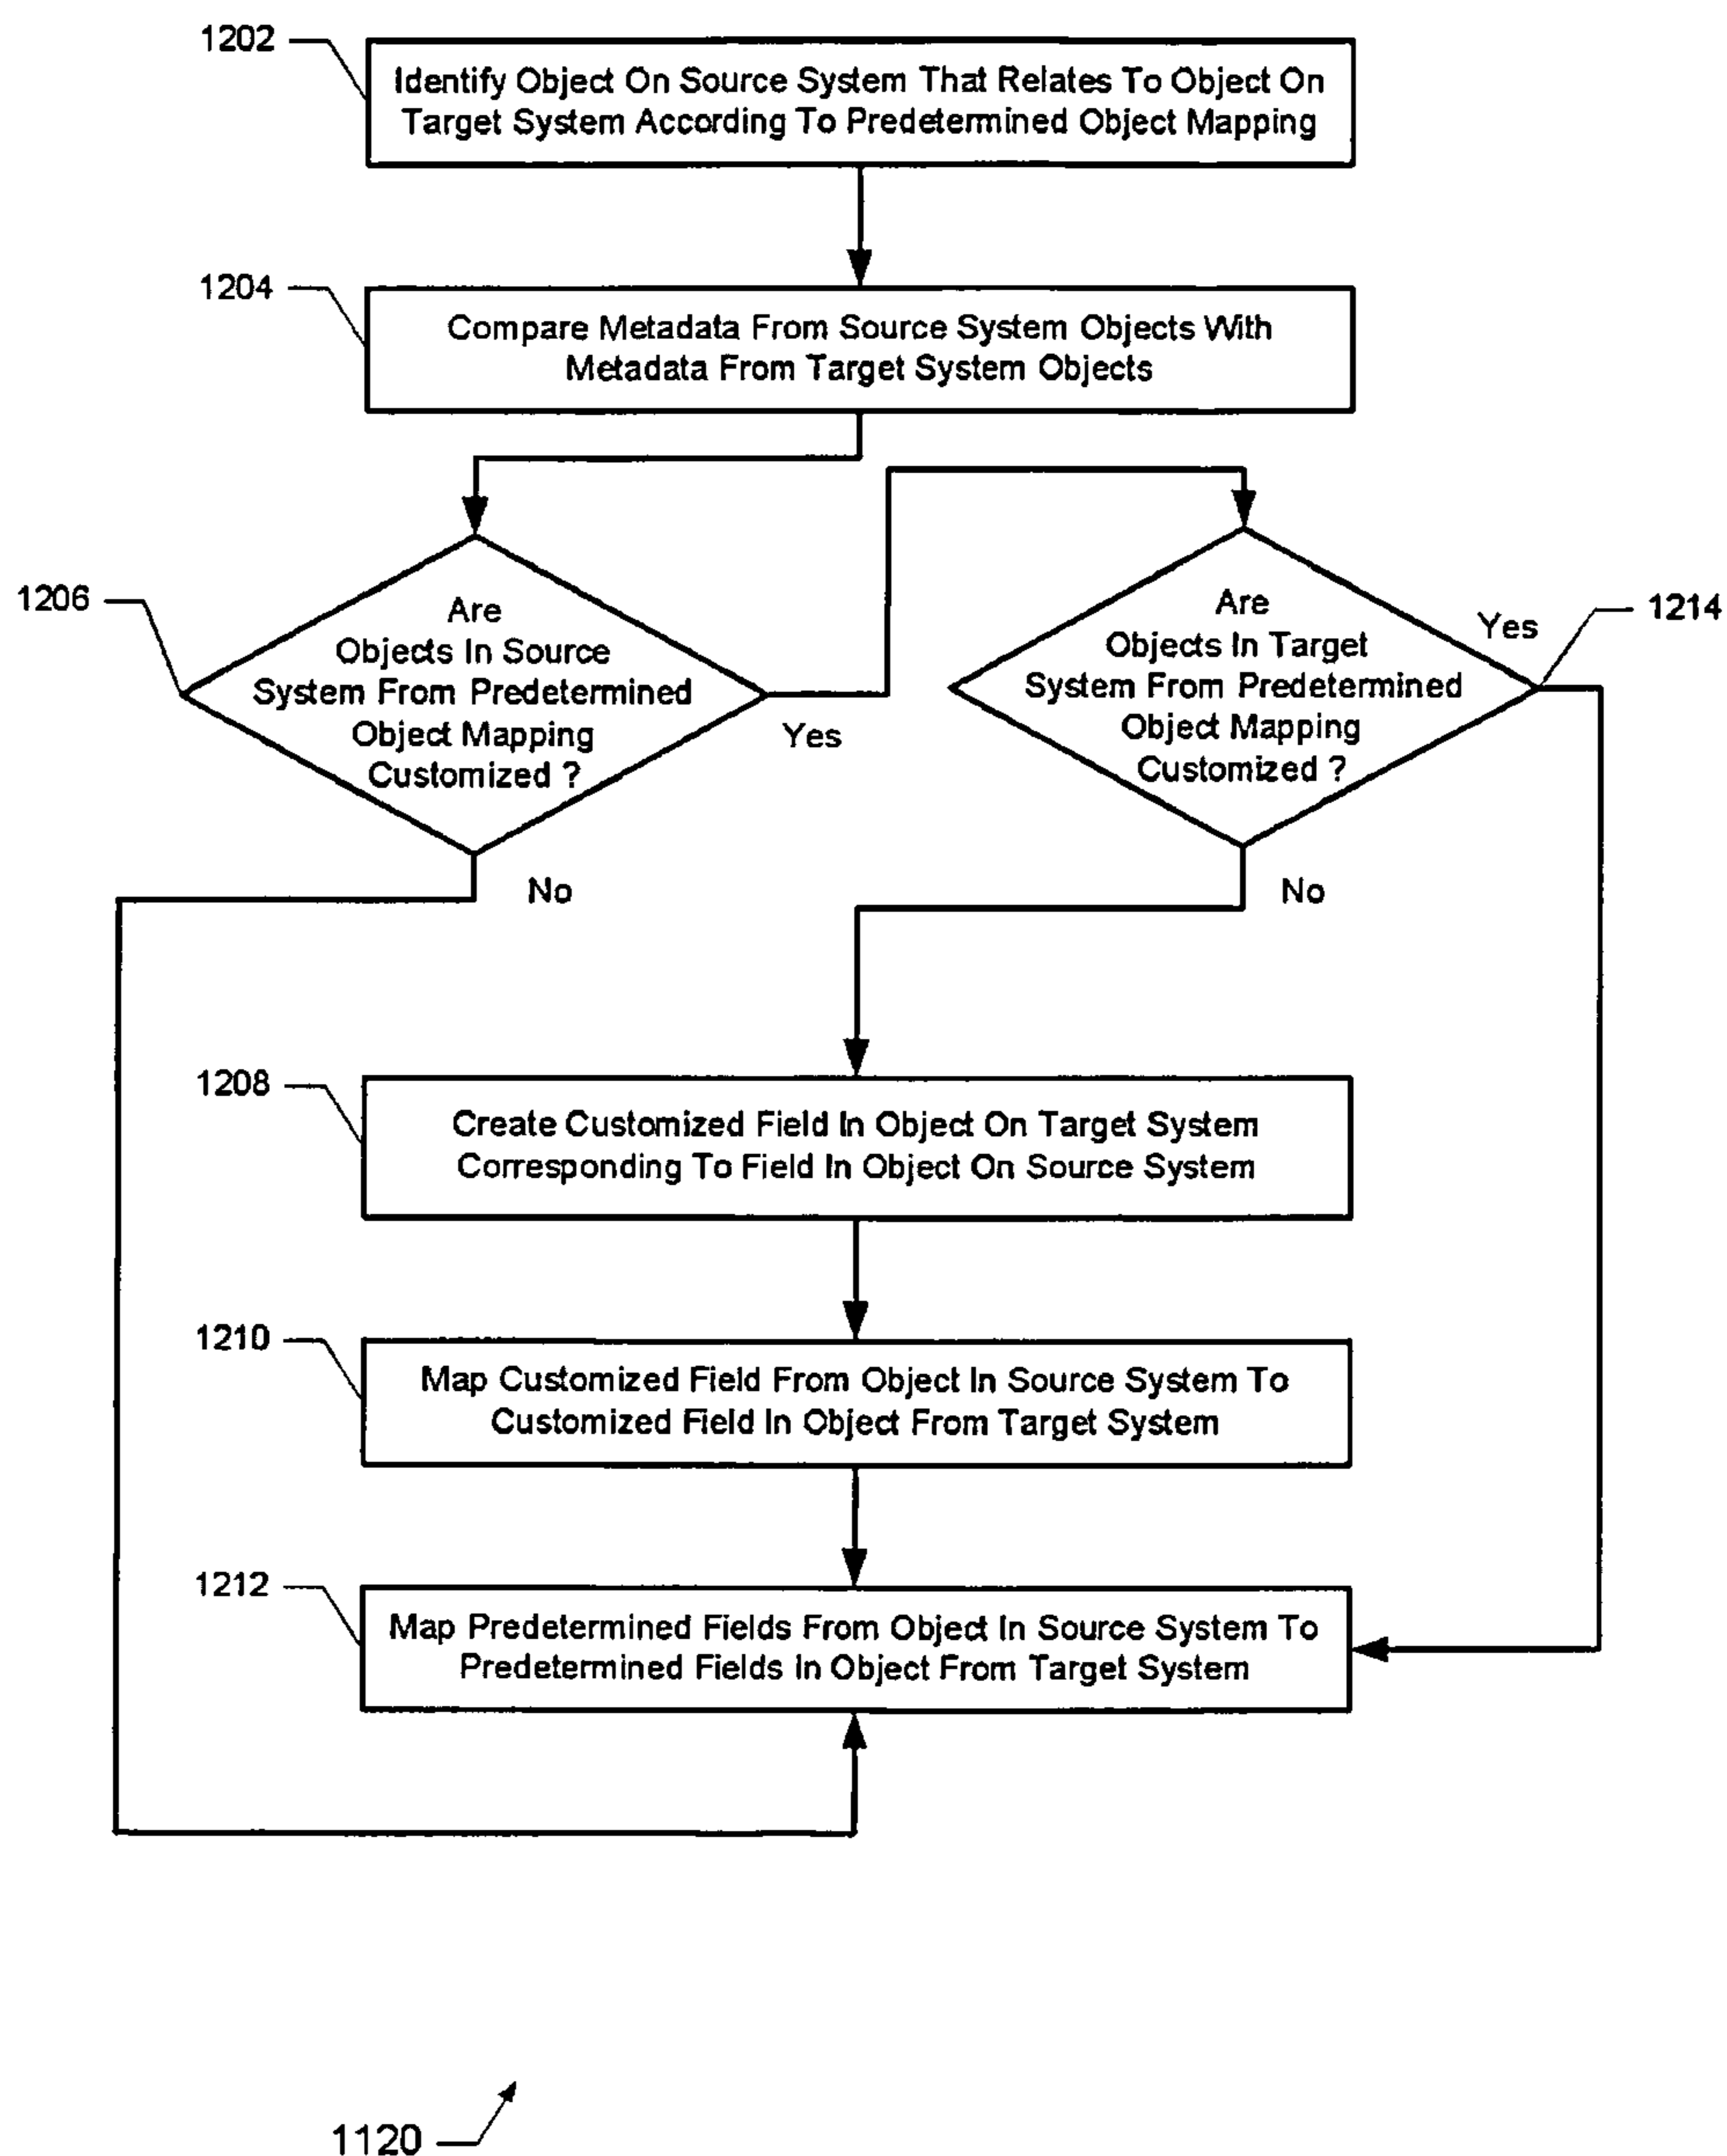 1202
Identify Object On Source System That Relates To Object On
Target System According To Predetermined Object Mapping
1204
Compare Metadata From Source System Objects With
Metadata From Target System Objects
1206
Are
Objects In Source
System From Predetermined
Object Mapping
Customized ?
Yes
No
1214
Are
Objects In Target
System From Predetermined
Object Mapping
Customized ?
Yes
No
1208
Create Customized Field In Object On Target System
Corresponding To Field In Object On Source System
1210
Map Customized Field From Object In Source System To
Customized Field In Object From Target System
1212
Map Predetermined Fields From Object In Source System To
Predetermined Fields In Object From Target System
1120